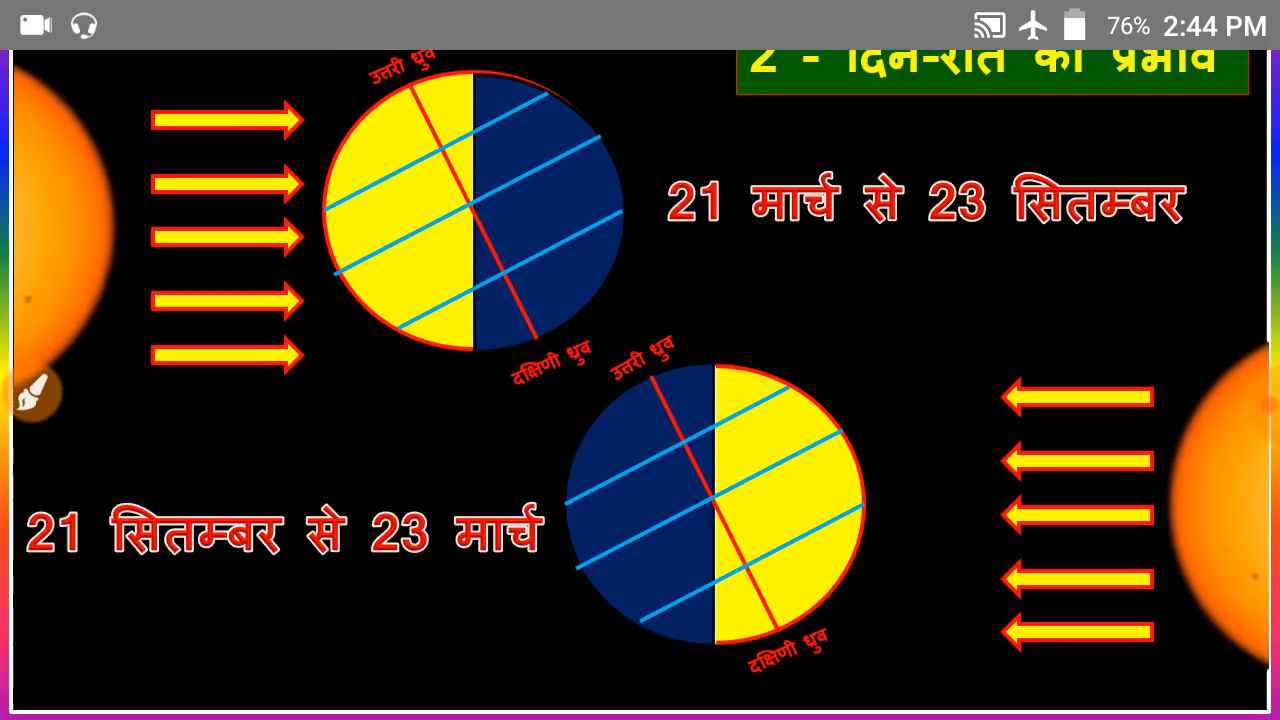 76% 2:44 PM
2 - दिन-रात का प्रभाव
उत्तरी ध्रुव
21 मार्च से 23 सितम्बर
दक्षिणी ध्रुव
उत्तरी ध्रुव
21 सितम्बर से 23 मार्च
दक्षिणी ध्रुव